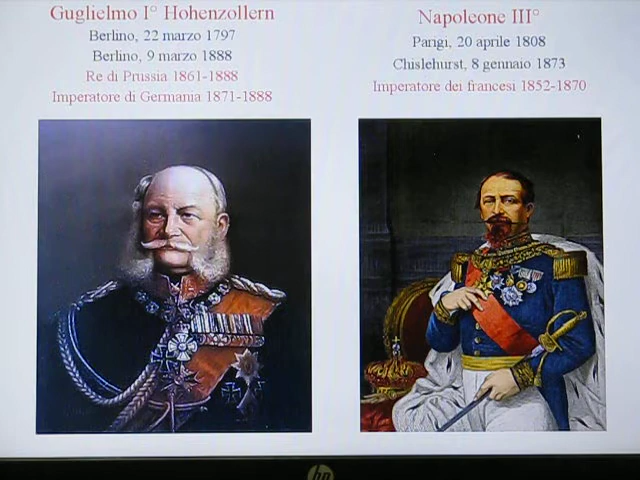 Guglielmo I° Hohenzollern
Berlino, 22 marzo 1797
Berlino, 9 marzo 1888
Re di Prussia 1861-1888
Imperatore di Germania 1871-1888
Napoleone III°
Parigi, 20 aprile 1808
Chislehurst, 8 gennaio 1873
Imperatore dei francesi 1852-1870
hp